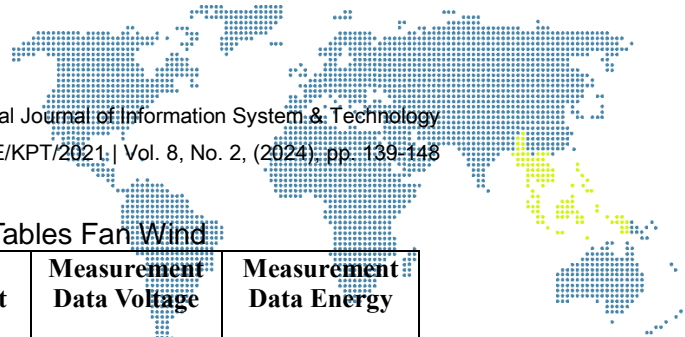 al Journal of Information System & Technology
E/KPT/2021 | Vol. 8, No. 2, (2024), pp. 139-148
Tables Fan Wind
Measurement Measurement
t Data Voltage Data Energy